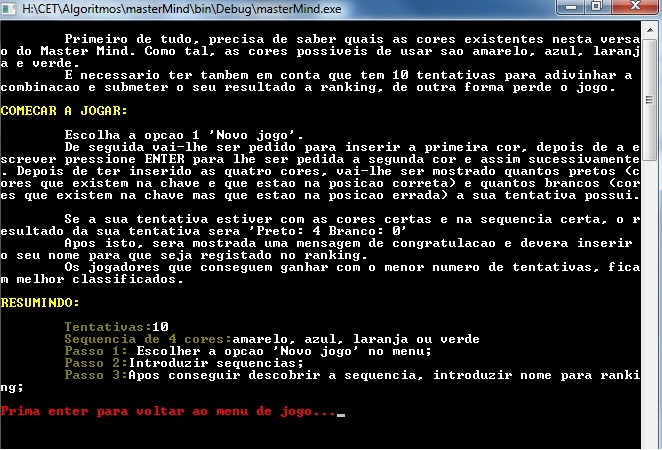 H:\CET\Algoritmos\masterMind\bin\Debug\masterMind.exe
Primeiro de tudo, precisa de saber quais as cores existentes nesta versa
o do Master Mind. Como tal, as cores possiveis de usar sao amarelo, azul, laranj
a e verde.
E necessario ter tambem em conta que tem 10 tentativas para adivinhar a
combinacao e submeter o seu resultado a ranking, de outra forma perde o jogo.
COMECAR A JOGAR:
Escolha a opcao 1 'Novo jogo'.
De seguida vai-lhe ser pedido para inserir a primeira cor, depois de a e
screver pressione ENTER para lhe ser pedida a segunda cor e assim sucessivamente
. Depois de ter inserido as quatro cores, vai-lhe ser mostrado quantos pretos (c
ores que existem na chave e que estao na posicao correta) e quantos brancos (cor
es que existem na chave mas que estao na posicao errada) a sua tentativa possui.
Se a sua tentativa estiver com as cores certas e na sequencia certa, o r
esultado da sua tentativa sera 'Preto: 4 Branco: 0'
Apos isto, sera mostrada uma mensagem de congratulacao e devera inserir
o seu nome para que seja registado no ranking.
Os jogadores que conseguem ganhar com o menor numero de tentativas, fica
m melhor classificados.
RESUMINDO:
Tentativas:10
Sequencia de 4 cores:amarelo, azul, laranja ou verde
Passo 1: Escolher a opcao 'Novo jogo' no menu;
Passo 2:Introduzir sequencias;
Passo 3:Apos conseguir descobrir a sequencia, introduzir nome para ranki
ng;
Prima enter para voltar ao menu de jogo..._